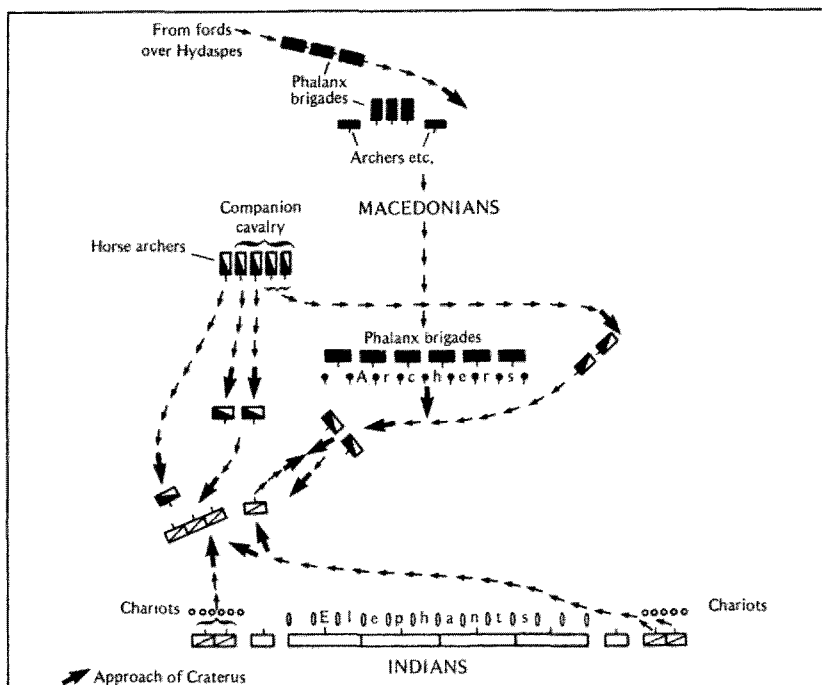 From fords
over Hydaspes
Phalanx
brigades
Archers etc,
MACEDONIANS
Companion
cavalry
Horse archers
Phalanx brigades
Archers
Chariots
Elephants
Chariots
INDIANS
Approach of Craterus